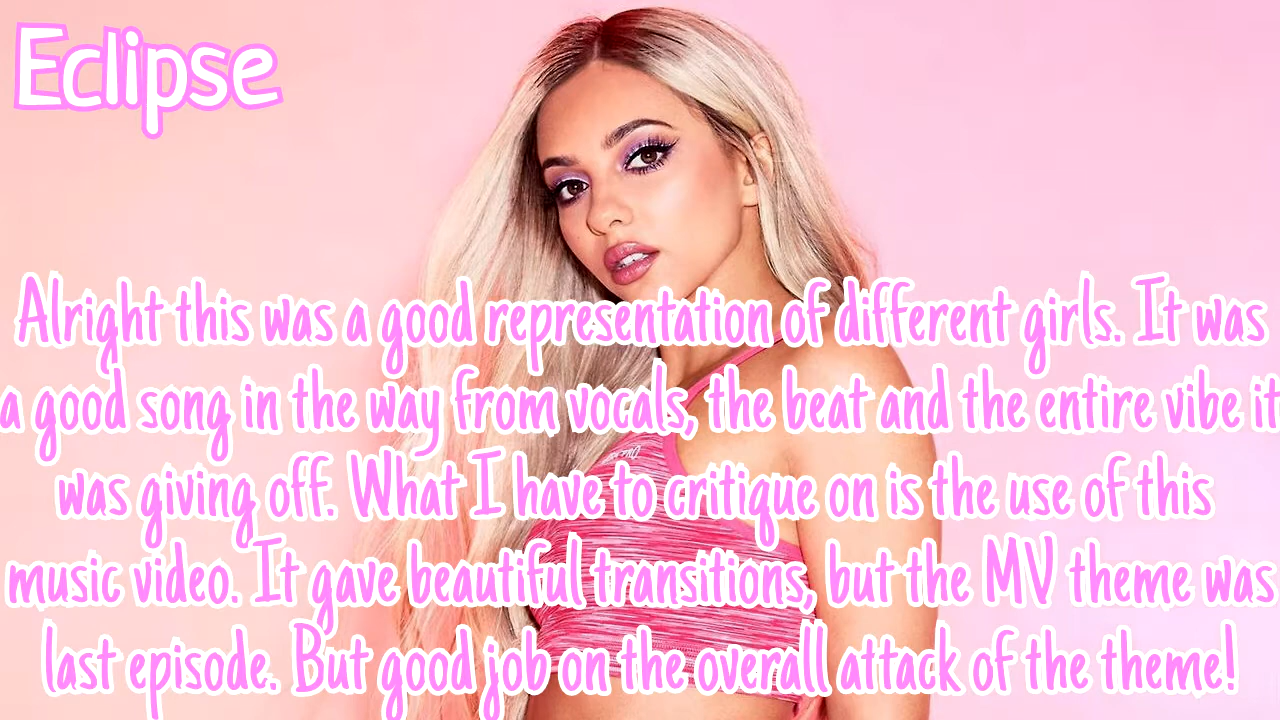 Eclipse
Alright this was a good representation of different girls. It was
a good song in the way from vocals, the beat and the entire vibe it
was giving off. What I have to critique on is the use of this
music video. It gave beautiful transitions, but the MV theme was
last episode. But good job on the overall attack of the theme!